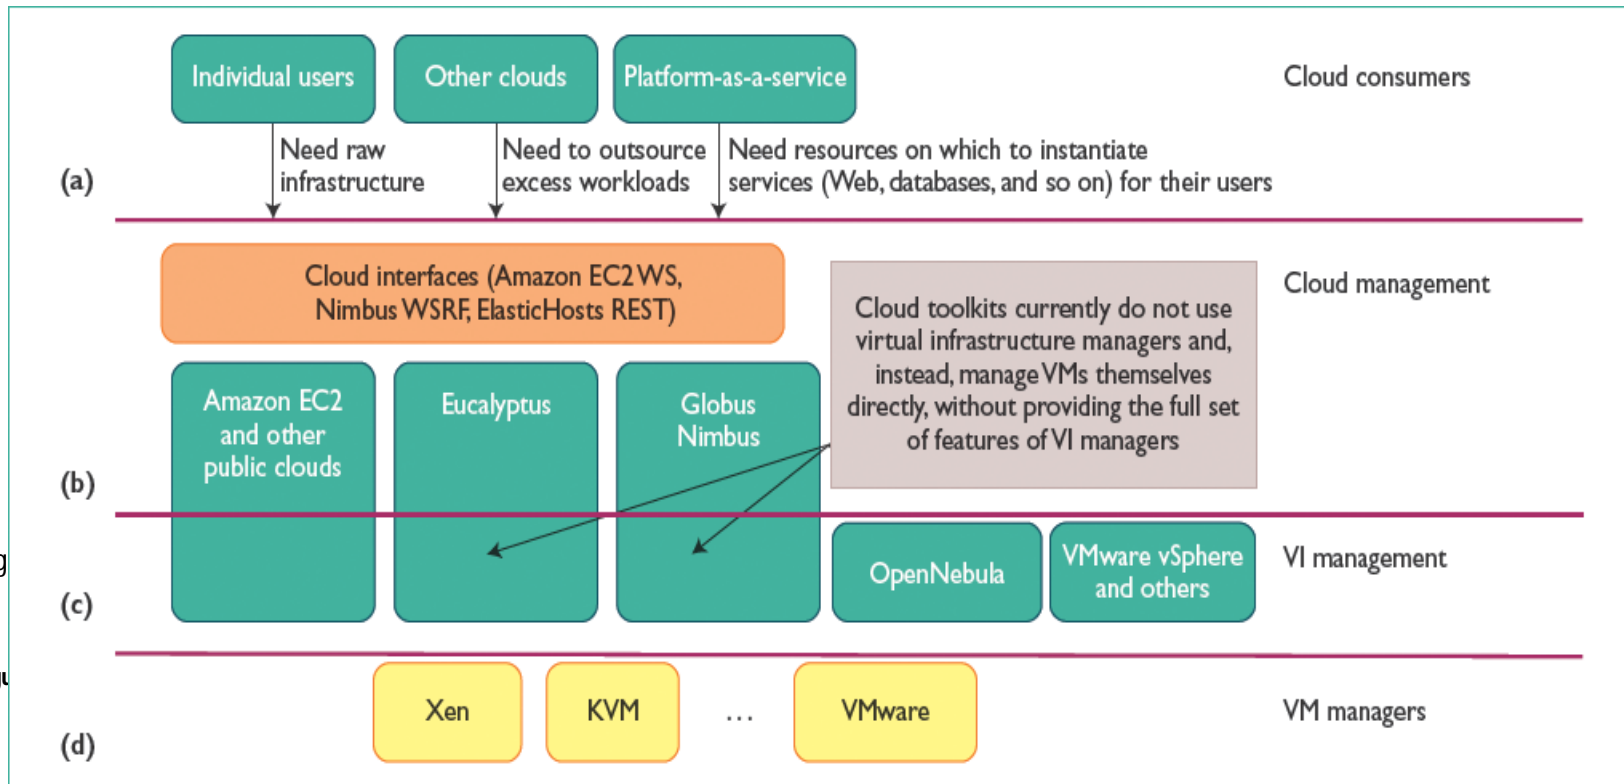 Individual users
Other clouds
Platform-as-a-service
Cloud consumers
Need raw
infrastructure
Need to outsource
excess workloads
Need resources on which to instantiate
services (Web, databases, and so on) for their users
(a)
Cloud interfaces (Amazon EC2 WS,
Nimbus WSRF, ElasticHosts REST)
Cloud management
Cloud toolkits currently do not use
virtual infrastructure managers and,
instead, manage VMs themselves
directly, without providing the full set
of features of VI managers
Amazon EC2
and other
public clouds
Eucalyptus
Globus
Nimbus
(b)
OpenNebula
VMware vSphere
and others
VI management
g
(c)
Xen
KVM
...
VMware
VM managers
(d)